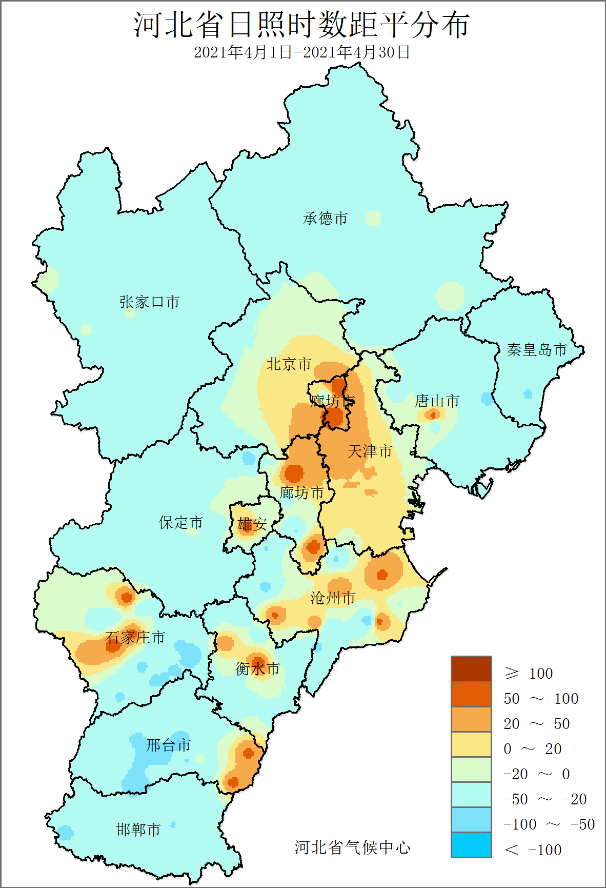 河北省日照时数距平分布
2021年4月1日-2021年4月30日
承德市
张家口市
秦皇岛市
北京市
廊坊市
唐山市
天津市
廊坊市
保定市
雄安
沧州市
石家庄市
衡水市
邢台市
邯郸市
≥ 100
50 ～ 100
20 ～ 50
0 ～ 20
-20 ～ 0
50 ～ 20
-100 ～ -50
< -100
河北省气候中心